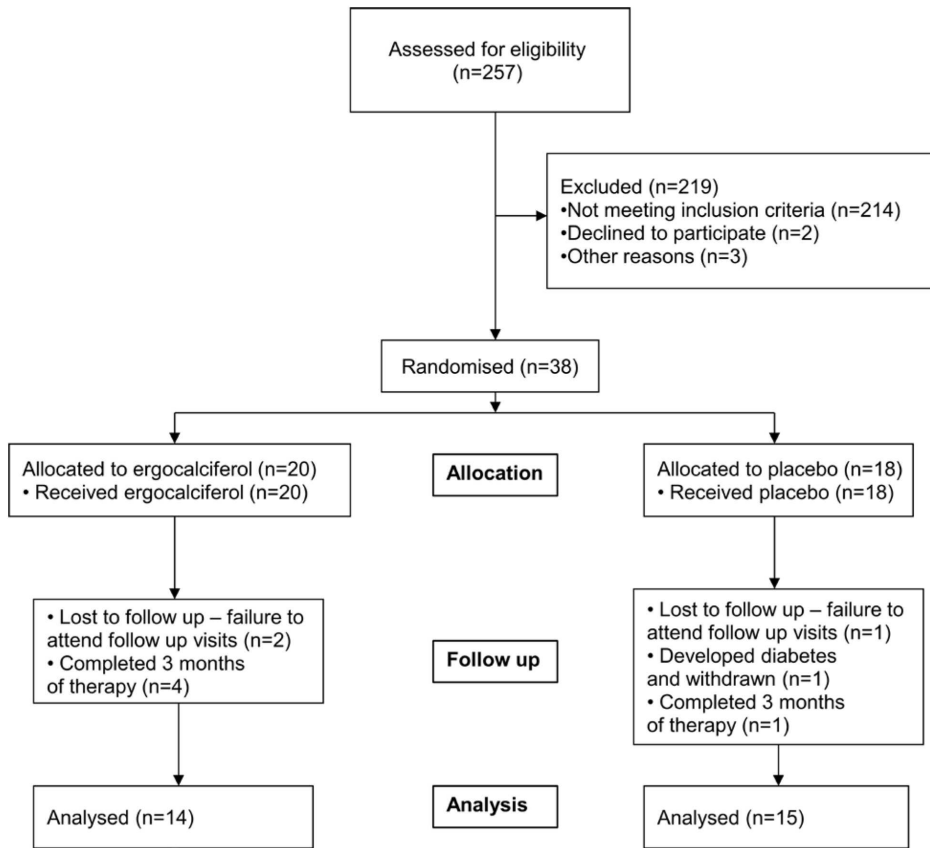 Assessed for eligibility
(n=257)
Excluded (n=219)
•Not meeting inclusion criteria (n=214)
•Declined to participate (n=2)
•Other reasons (n=3)
Randomised (n=38)
Allocated to ergocalciferol (n=20)
• Received ergocalciferol (n=20)
Allocation
Allocated to placebo (n=18)
• Received placebo (n=18)
• Lost to follow up – failure to
attend follow up visits (n=2)
• Completed 3 months
of therapy (n=4)
Follow up
• Lost to follow up – failure to
attend follow up visits (n=1)
• Developed diabetes
and withdrawn (n=1)
• Completed 3 months
of therapy (n=1)
Analysed (n=14)
Analysis
Analysed (n=15)